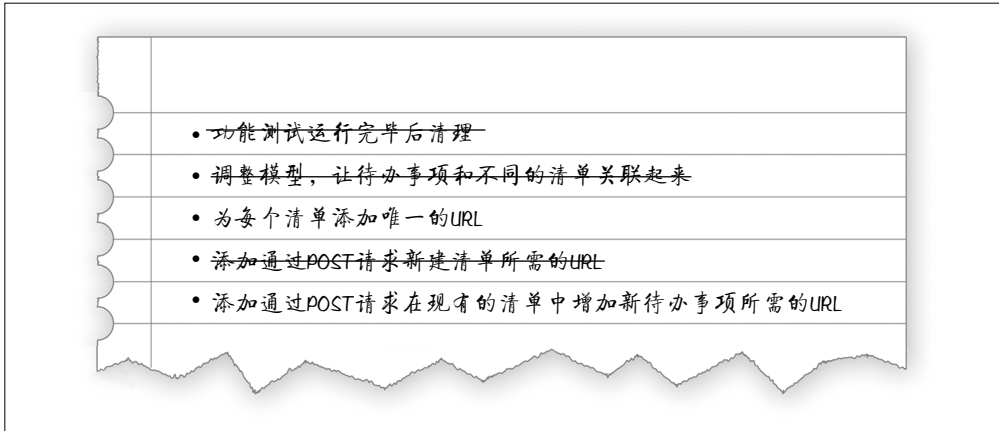 • 功能测试运行完毕后清理
• 调整模型，让待办事项和不同的清单关联起来
• 为每个清单添加唯一的URL
• 添加通过POST请求新建清单所需的URL
• 添加通过POST请求在现有的清单中增加新待办事项所需的URL